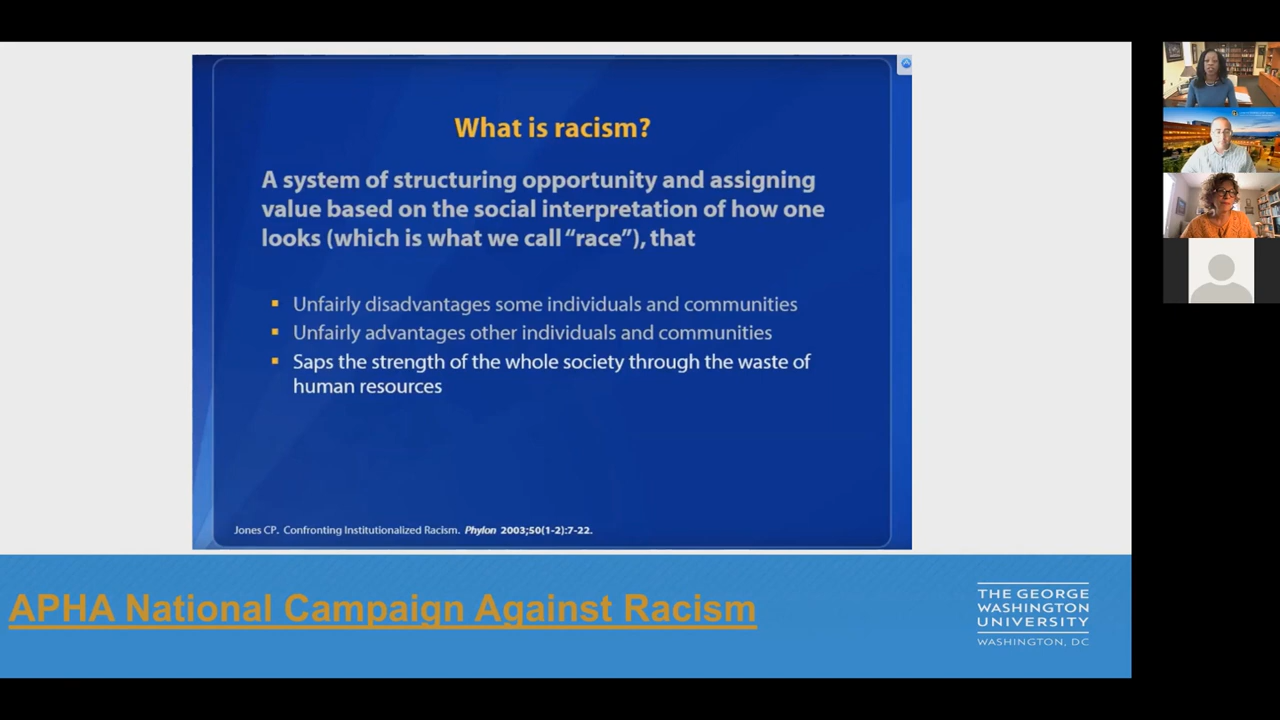 What is racism?
A system of structuring opportunity and assigning
value based on the social interpretation of how one
looks (which is what we call “race”), that
▪ Unfairly disadvantages some individuals and communities
▪ Unfairly advantages other individuals and communities
▪ Saps the strength of the whole society through the waste of
human resources
Jones CP. Confronting Institutionalized Racism. Phylon 2003;50(1-2):7-22.
APHA National Campaign Against Racism
THE GEORGE
WASHINGTON
UNIVERSITY
WASHINGTON, DC